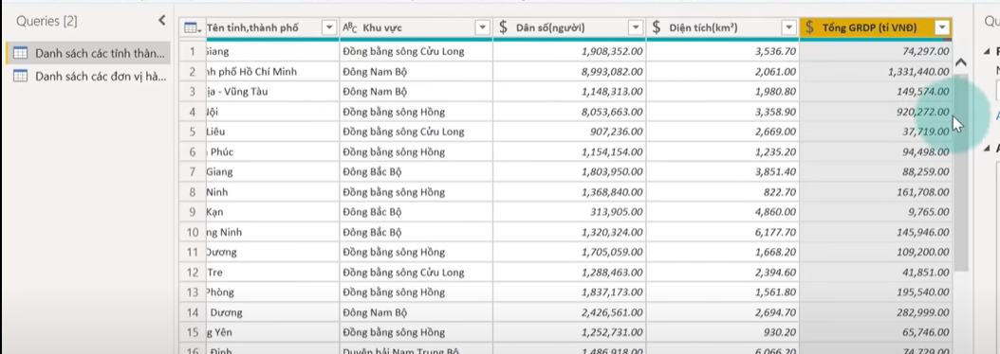 Queries [2]
Danh sách các tỉnh thàn...
Danh sách các đơn vị hà...
Tên tỉnh,thành phố ABC Khu vực $ Dân số(người) $ Diện tích(km²) $ Tổng GRDP (tỉ VNĐ)
1 Giang Đồng bằng sông Cửu Long 1,908,352.00 3,536.70 74,297.00
2 nh phố Hồ Chí Minh Đông Nam Bộ 8,993,082.00 2,061.00 1,331,440.00
3 ịa - Vũng Tàu Đông Nam Bộ 1,148,313.00 1,980.80 149,574.00
4 Nội Đồng bằng sông Hồng 8,053,663.00 3,358.90 920,272.00
5 Liêu Đồng bằng sông Cửu Long 907,236.00 2,669.00 37,719.00
6 Phúc Đồng bằng sông Hồng 1,154,154.00 1,235.20 94,498.00
7 Giang Đông Bắc Bộ 1,803,950.00 3,851.40 88,259.00
8 Ninh Đồng bằng sông Hồng 1,368,840.00 822.70 161,708.00
9 Kạn Đông Bắc Bộ 313,905.00 4,860.00 9,765.00
10 ng Ninh Đông Bắc Bộ 1,320,324.00 6,177.70 145,946.00
11 Dương Đồng bằng sông Hồng 1,705,059.00 1,668.20 109,200.00
12 Tre Đồng bằng sông Cửu Long 1,288,463.00 2,394.60 41,851.00
13 Phòng Đồng bằng sông Hồng 1,837,173.00 1,561.80 195,540.00
14 Dương Đông Nam Bộ 2,426,561.00 2,694.70 282,999.00
15 g Yên Đồng bằng sông Hồng 1,252,731.00 930.20 65,746.00
16 Định Duyên hải Nam Trung Bộ 1,486,918.00 6,066.20 74,729.00